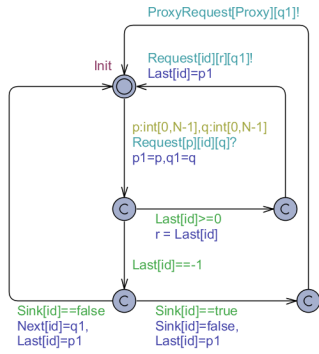 ProxyRequest[Proxy][q1]!
Request[id][r][q1]!
Last[id]=p1
Init
p:int[0,N-1],q:int[0,N-1]
Request[p][id][q]?
p1=p,q1=q
C
C
Last[id]>=0
r = Last[id]
Last[id]==-1
C
C
Sink[id]==false
Next[id]=q1,
Last[id]=p1
Sink[id]==true
Sink[id]=false,
Last[id]=p1